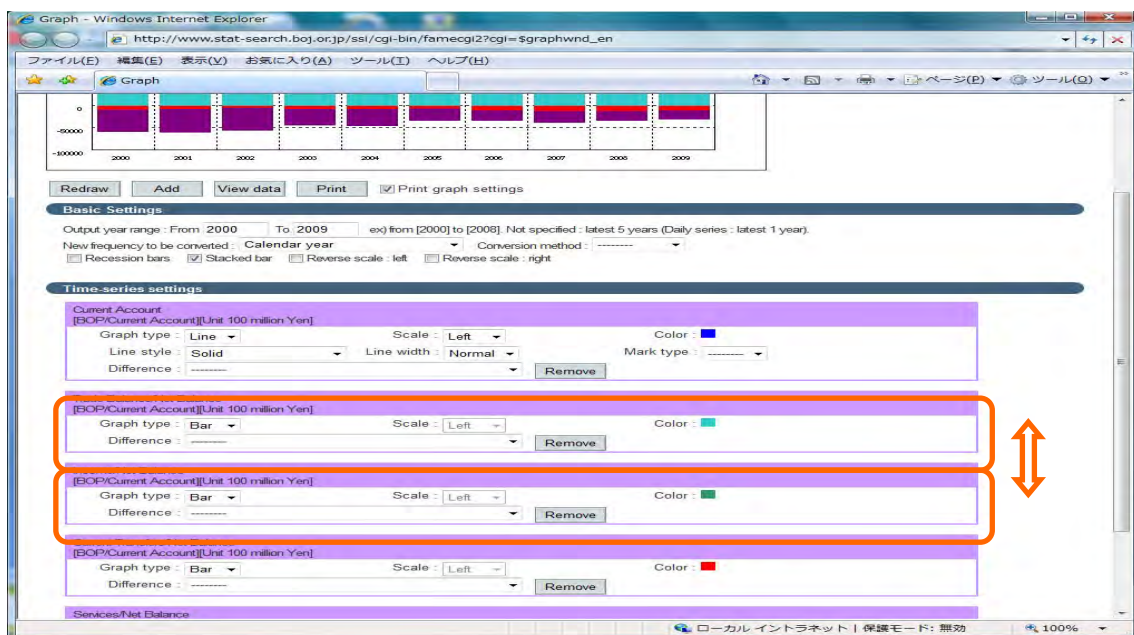 Graph - Windows Internet Explorer
http://www.stat-search.boj.or.jp/ssi/cgi-bin/famecgi2?cgi=$graphwnd_en
ファイル(F) 編集(E) 表示(V) お気に入り(A) ツール(T) ヘルプ(H)
Graph ページ(P) ツール(O)
0
-50000
-100000
2000 2001 2002 2003 2004 2005 2006 2007 2008 2009
Redraw Add View data Print Print graph settings
Basic Settings
Output year range : From 2000 To 2009 ex) from [2000] to [2008]. Not specified : latest 5 years (Daily series : latest 1 year).
New frequency to be converted : Calendar year Conversion method : --------
Recession bars Stacked bar Reverse scale : left Reverse scale : right
Time-series settings
Current Account
[BOP/Current Account][Unit 100 million Yen]
Graph type : Line Scale : Left Color :
Line style : Solid Line width : Normal Mark type : --------
Difference : -------- Remove
[BOP/Current Account][Unit 100 million Yen]
Graph type : Bar Scale : Left Color :
Difference : -------- Remove
[BOP/Current Account][Unit 100 million Yen]
Graph type : Bar Scale : Left Color :
Difference : -------- Remove
[BOP/Current Account][Unit 100 million Yen]
Graph type : Bar Scale : Left Color :
Difference : -------- Remove
Services/Net Balance
ローカル イントラネット | 保護モード: 無効 100%